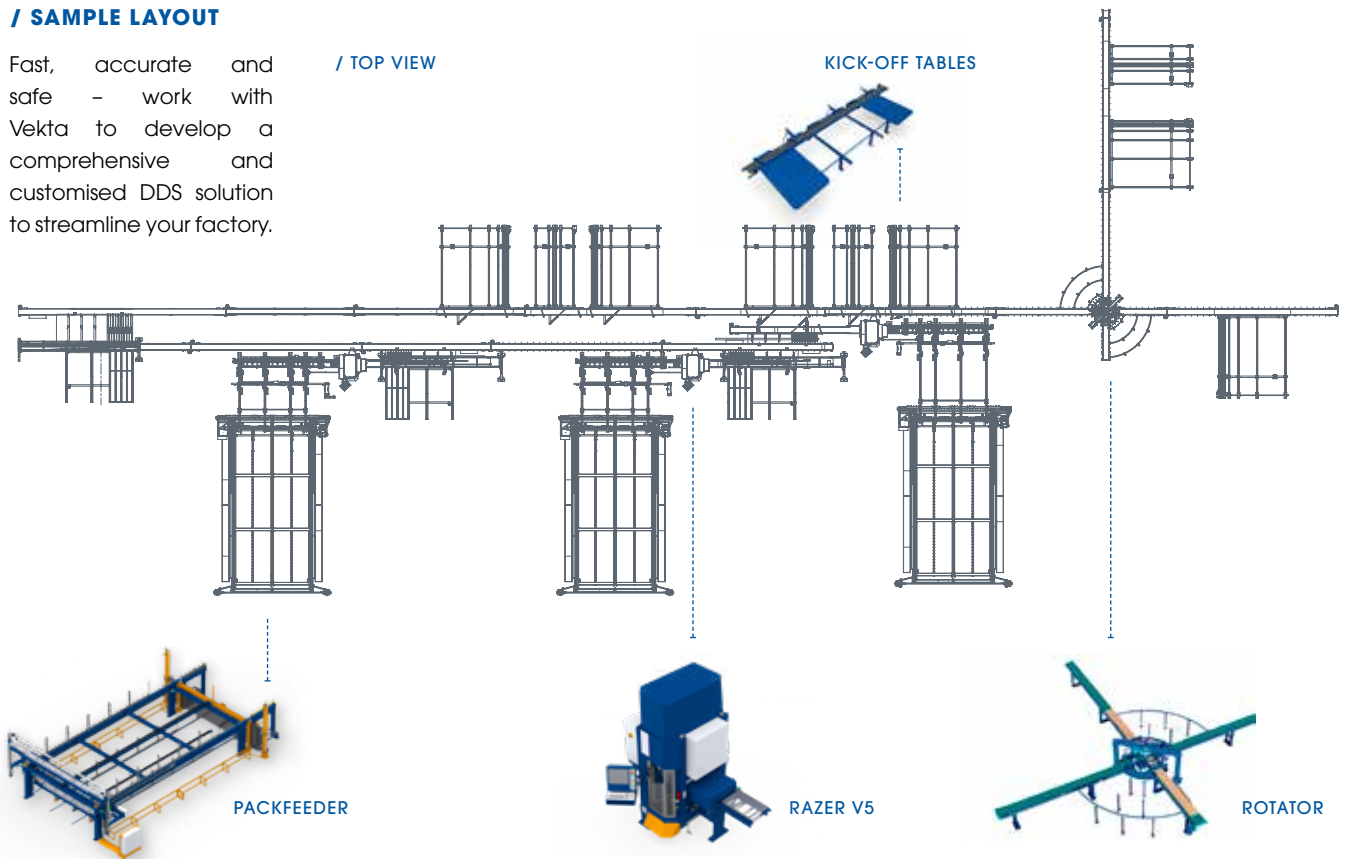 / SAMPLE LAYOUT
Fast, accurate and
safe – work with
Vekta to develop a
comprehensive and
customised DDS solution
to streamline your factory.
/ TOP VIEW
KICK-OFF TABLES
PACKFEEDER
RAZER V5
ROTATOR